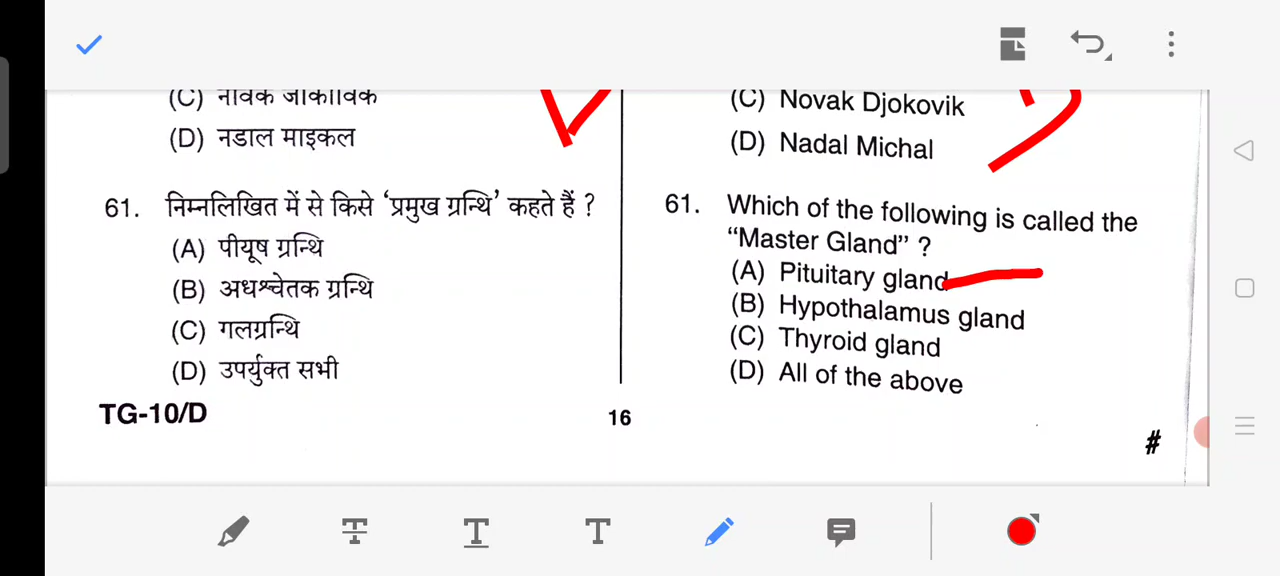 (C) नोवक जोकोविक
(D) नडाल माइकल
61. निम्नलिखित में से किसे ‘प्रमुख ग्रन्थि’ कहते हैं ?
(A) पीयूष ग्रन्थि
(B) अधश्चेतक ग्रन्थि
(C) गलग्रन्थि
(D) उपर्युक्त सभी
TG-10/D
(C) Novak Djokovik
(D) Nadal Michal
61. Which of the following is called the
“Master Gland” ?
(A) Pituitary gland
(B) Hypothalamus gland
(C) Thyroid gland
(D) All of the above
16
#
T
T
T